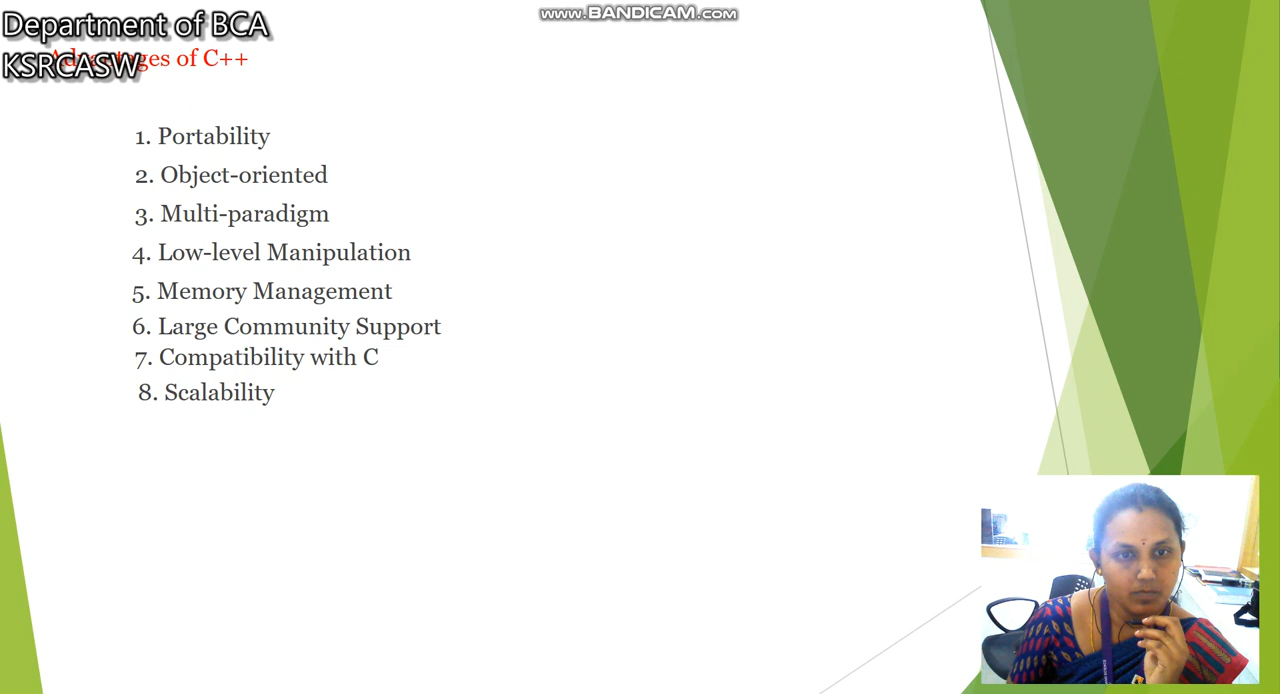 www.BANDICAM.com
Department of BCA
KSRCASW
Advantages of C++
1. Portability
2. Object-oriented
3. Multi-paradigm
4. Low-level Manipulation
5. Memory Management
6. Large Community Support
7. Compatibility with C
8. Scalability